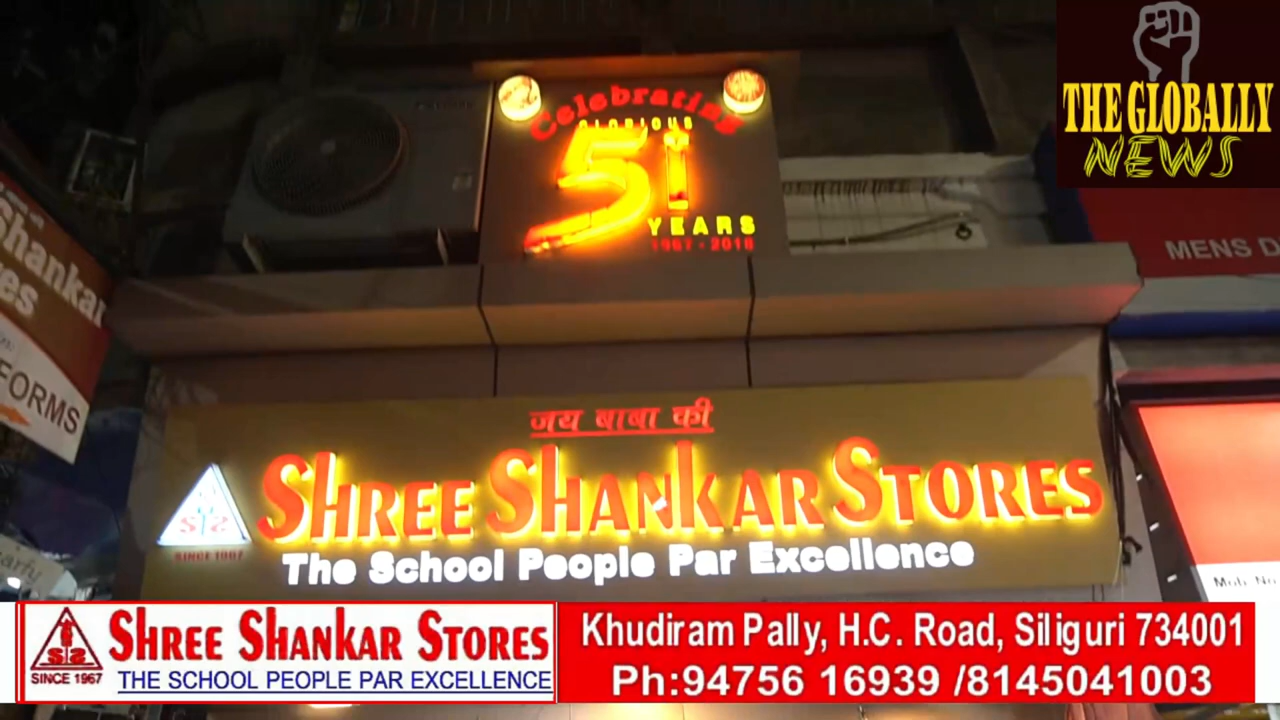 THE GLOBALLY
NEWS
Celebrating
GLORIOUS
51
YEARS
1967 - 2018
MENS
Shankar
FORMS
जय बाबा की
SHREE SHANKAR STORES
SINCE 1967
The School People Par Excellence
Mob. No
SHREE SHANKAR STORES
SINCE 1967
THE SCHOOL PEOPLE PAR EXCELLENCE
Khudiram Pally, H.C. Road, Siliguri 734001
Ph:94756 16939 /8145041003